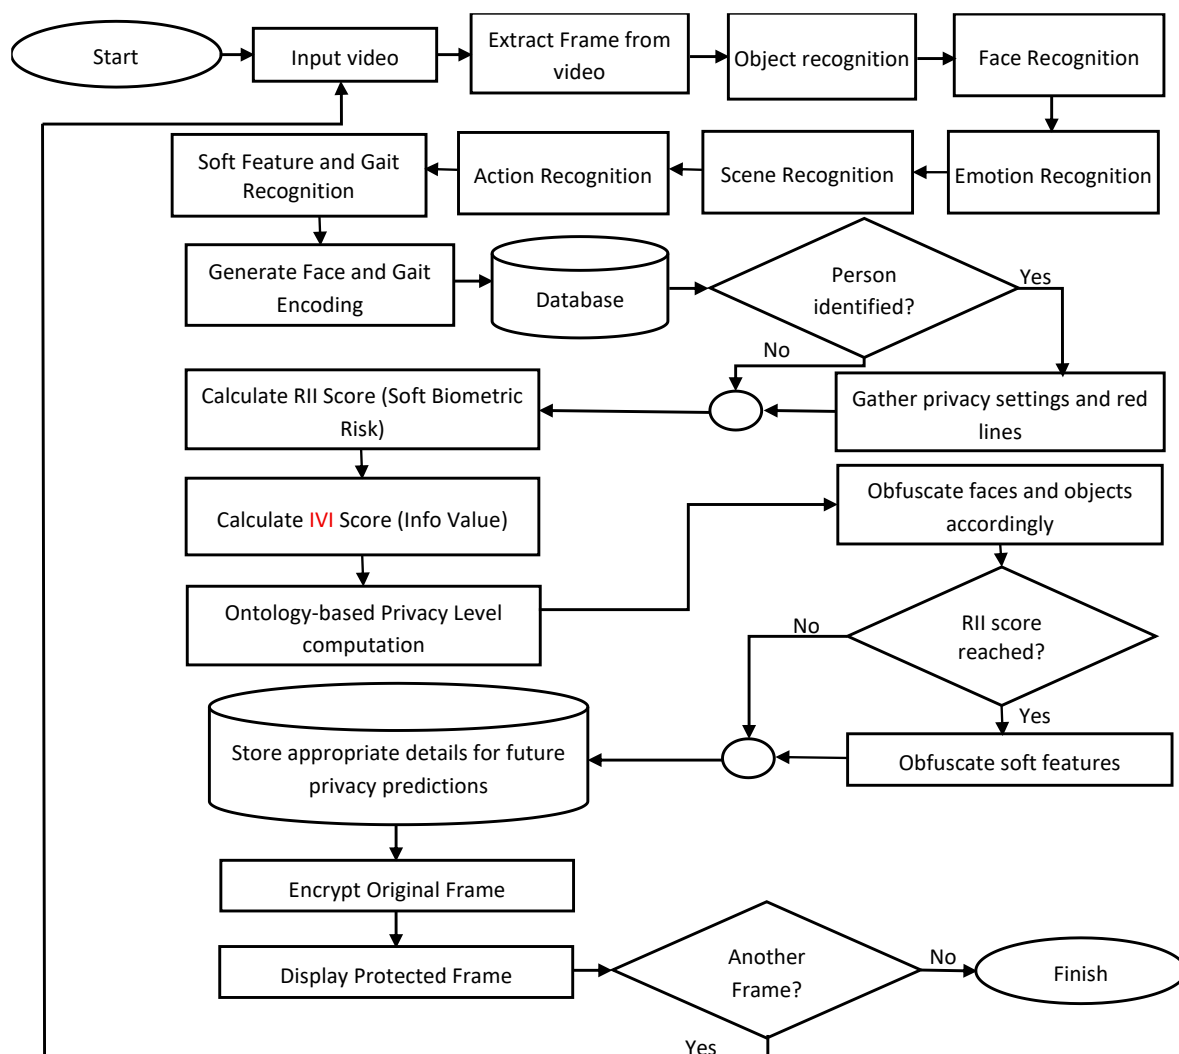 Start
Input video
Extract Frame from
video
Object recognition
Face Recognition
Soft Feature and Gait
Recognition
Action Recognition
Scene Recognition
Emotion Recognition
Generate Face and Gait
Encoding
Database
Person
identified?
Yes
No
Calculate RII Score (Soft Biometric
Risk)
Gather privacy settings and red
lines
Calculate IVI Score (Info Value)
Obfuscate faces and objects
accordingly
Ontology-based Privacy Level
computation
No
RII score
reached?
Yes
Store appropriate details for future
privacy predictions
Obfuscate soft features
Encrypt Original Frame
Display Protected Frame
Another
Frame?
No
Finish
Yes